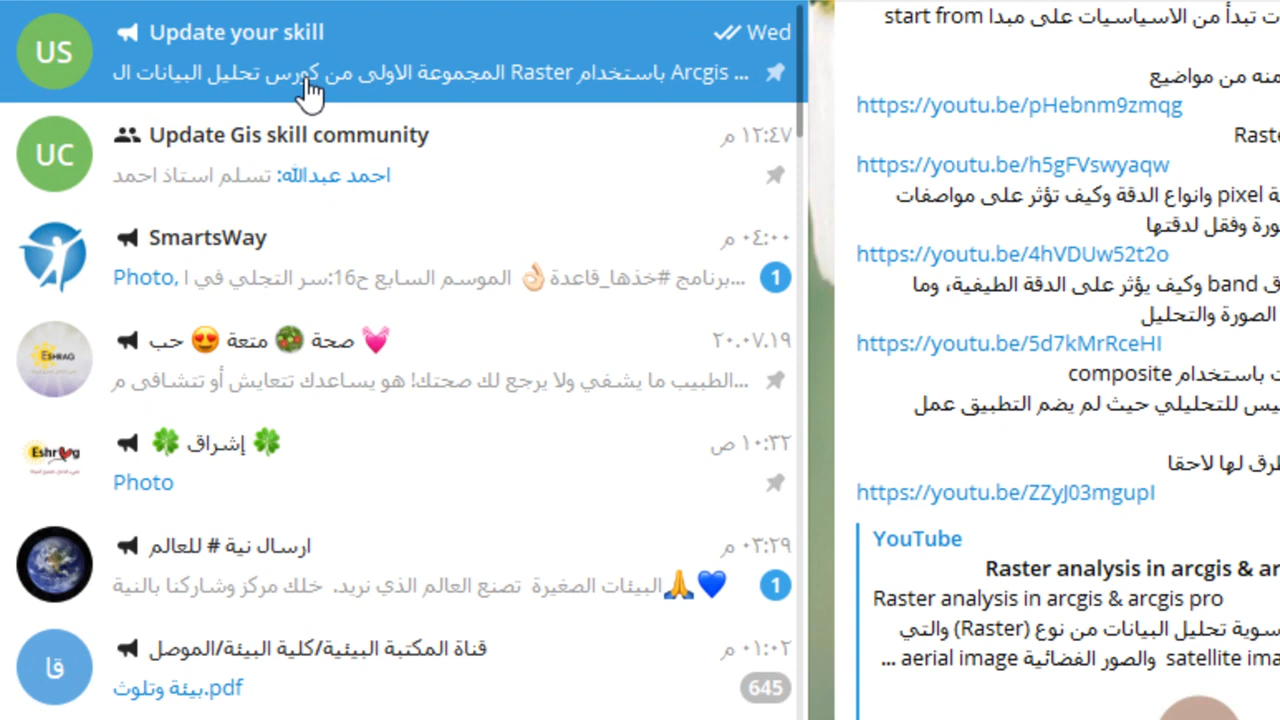 US
Update your skill
Wed
المجموعة الاولى من كورس تحليل البيانات ال Raster باستخدام Arcgis ...
UC
Update Gis skill community
١٢:٤٧ م
احمد عبدالله: تسلم استاذ احمد
SmartsWay
٠٤:٠٠ م
Photo, برنامج #خذها_قاعدة 👌🏻 الموسم السابع ح16:سر التجلي في ا...
1
ESHRAG
حب 😍 متعة 🥗 صحة 💓
٢٠.٠٧.١٩
الطبيب ما يشفي ولا يرجع لك صحتك! هو يساعدك تتعايش أو تتشافى م...
Eshrag
🍀 إشراق 🍀
١٠:٣٢ ص
Photo
ارسال نية # للعالم
٠٣:٢٩ م
💙🙏البيئات الصغيرة تصنع العالم الذي نريد. خلك مركز وشاركنا بالنية
1
قا
قناة المكتبة البيئية/كلية البيئة/الموصل
٠١:٠٢ م
بيئة وتلوث.pdf
645
ت تبدأ من الاسياسيات على مبدا start from
منه من مواضيع
https://youtu.be/pHebnm9zmqg
Raste
https://youtu.be/h5gFVswyaqw
ة pixel وانواع الدقة وكيف تؤثر على مواصفات
ورة وفقل لدقتها
https://youtu.be/4hVDUw52t2o
ق band وكيف يؤثر على الدقة الطيفية، وما
الصورة والتحليل
https://youtu.be/5d7kMrRceHI
ت باستخدام composite
يس للتحليلي حيث لم يضم التطبيق عمل
طرق لها لاحقا
https://youtu.be/ZZyJ03mgupI
YouTube
Raster analysis in arcgis & ar
Raster analysis in arcgis & arcgis pro
سوية تحليل البيانات من نوع (Raster) والتي
satellite ima والصور الفضائية aerial image ...